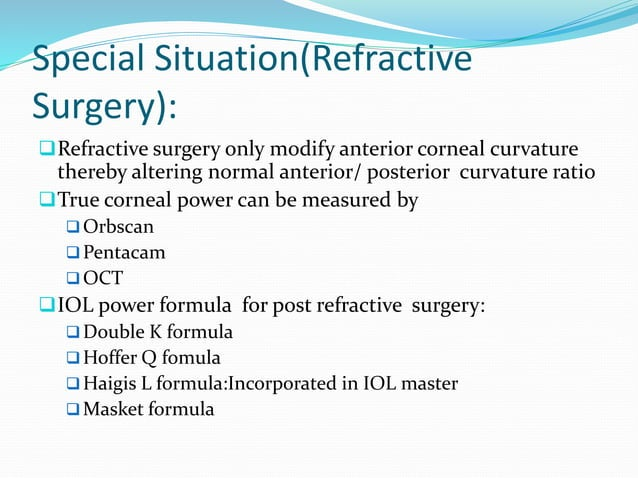 Special Situation(Refractive
Surgery):
Refractive surgery only modify anterior corneal curvature
thereby altering normal anterior/ posterior curvature ratio
True corneal power can be measured by
Orbscan
Pentacam
OCT
IOL power formula for post refractive surgery:
Double K formula
Hoffer Q fomula
Haigis L formula:Incorporated in IOL master
Masket formula